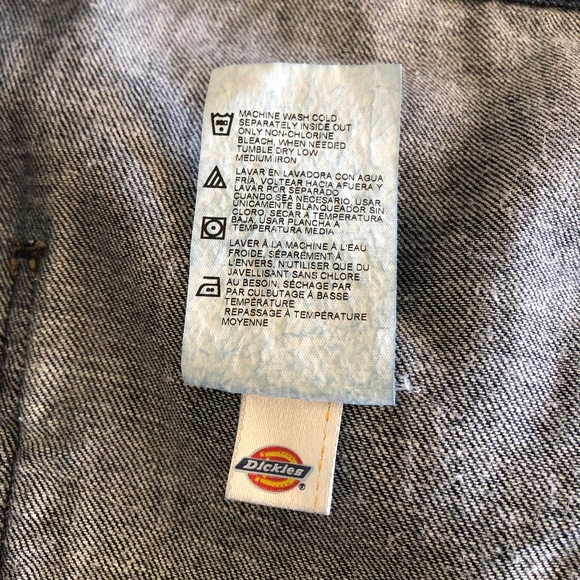 MACHINE WASH COLD
SEPARATELY INSIDE OUT
ONLY NON-CHLORINE
BLEACH, WHEN NEEDED
TUMBLE DRY LOW
MEDIUM IRON
LAVAR EN LAVADORA CON AGUA
FRÍA, VOLTEAR HACIA AFUERA Y
LAVAR POR SEPARADO
CUANDO SEA NECESARIO, USAR
ÚNICAMENTE BLANQUEADOR SIN
CLORO, SECAR A TEMPERATURA
BAJA, USAR PLANCHA A
TEMPERATURA MEDIA
LAVER À LA MACHINE À L'EAU
FROIDE, SÉPARÉMENT À
L'ENVERS, N'UTILISER QUE DU
JAVELLISANT SANS CHLORE
AU BESOIN, SÉCHAGE PAR
PAR CULBUTAGE À BASSE
TEMPÉRATURE
REPASSAGE À TEMPÉRATURE
MOYENNE
Dickies®